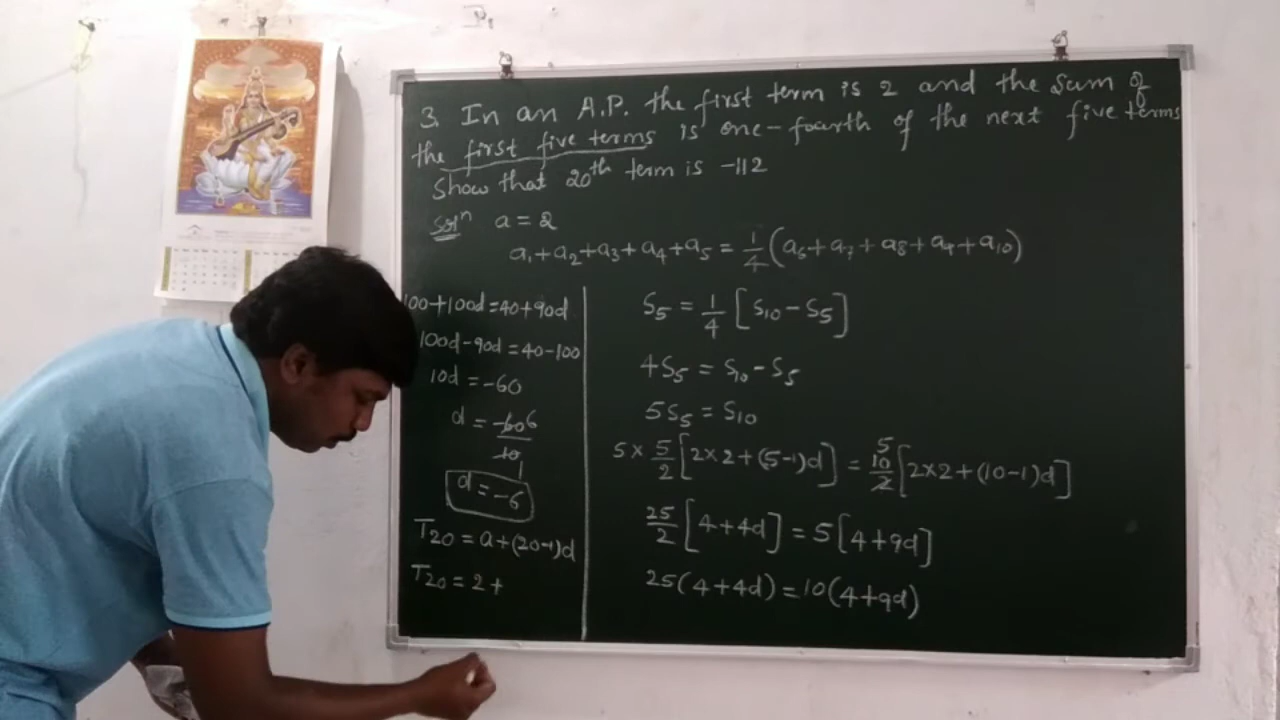 3. In an A.P. the first term is 2 and the sum of
the first five terms is one-fourth of the next five terms
Show that 20th term is -112
Solⁿ a = 2
a₁+a₂+a₃+a₄+a₅ = 1/4 (a₆+a₇+a₈+a₉+a₁₀)
S₅ = 1/4 [S₁₀ - S₅]
4S₅ = S₁₀ - S₅
5S₅ = S₁₀
5 × 5/2 [2×2+(5-1)d] = 5 10/2 [2×2+(10-1)d]
25/2 [4+4d] = 5[4+9d]
25(4+4d) = 10(4+9d)
100+100d = 40+90d
100d-90d = 40-100
10d = -60
d = -60 6 / 10 1
d = -6
T₂₀ = a+(20-1)d
T₂₀ = 2+